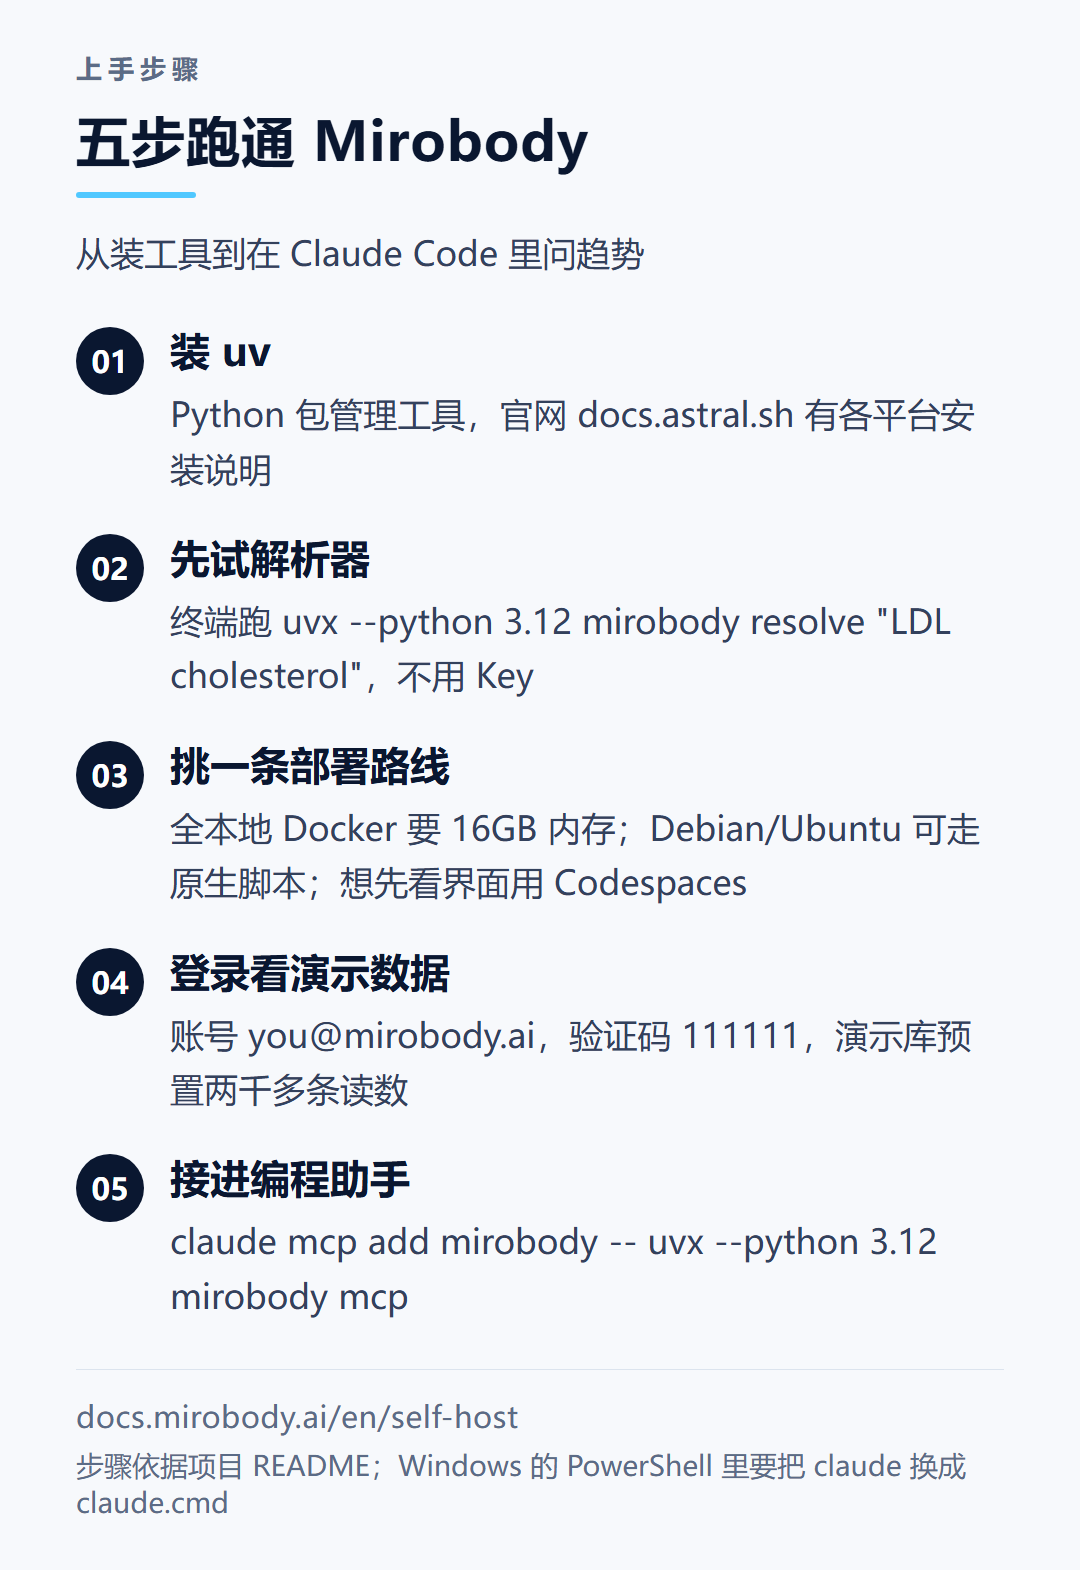 上手步骤
五步跑通 Mirobody
从装工具到在 Claude Code 里问趋势
01
装 uv
Python 包管理工具，官网 docs.astral.sh 有各平台安
装说明
02
先试解析器
终端跑 uvx --python 3.12 mirobody resolve "LDL
cholesterol"，不用 Key
03
挑一条部署路线
全本地 Docker 要 16GB 内存；Debian/Ubuntu 可走
原生脚本；想先看界面用 Codespaces
04
登录看演示数据
账号 you@mirobody.ai，验证码 111111，演示库预
置两千多条读数
05
接进编程助手
claude mcp add mirobody -- uvx --python 3.12
mirobody mcp
docs.mirobody.ai/en/self-host
步骤依据项目 README；Windows 的 PowerShell 里要把 claude 换成
claude.cmd